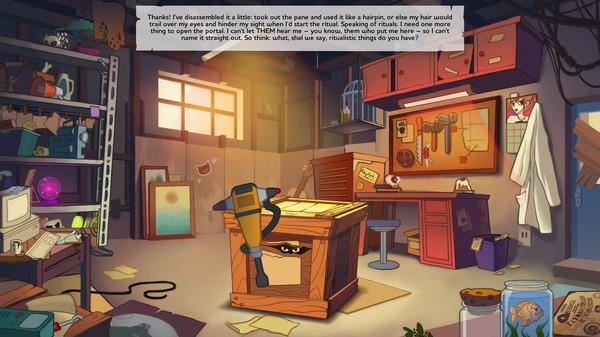 Thanks! I've disassembled it a little: took out the pane and used it like a hairpin, or else my hair would
trail over my eyes and hinder my sight when I'd start the ritual. Speaking of rituals. I need one more
thing to open the portal. I can't let THEM hear me – you know, them who put me here – so I can't
name it straight out. So think: what, shal we say, ritualistic things do you have?